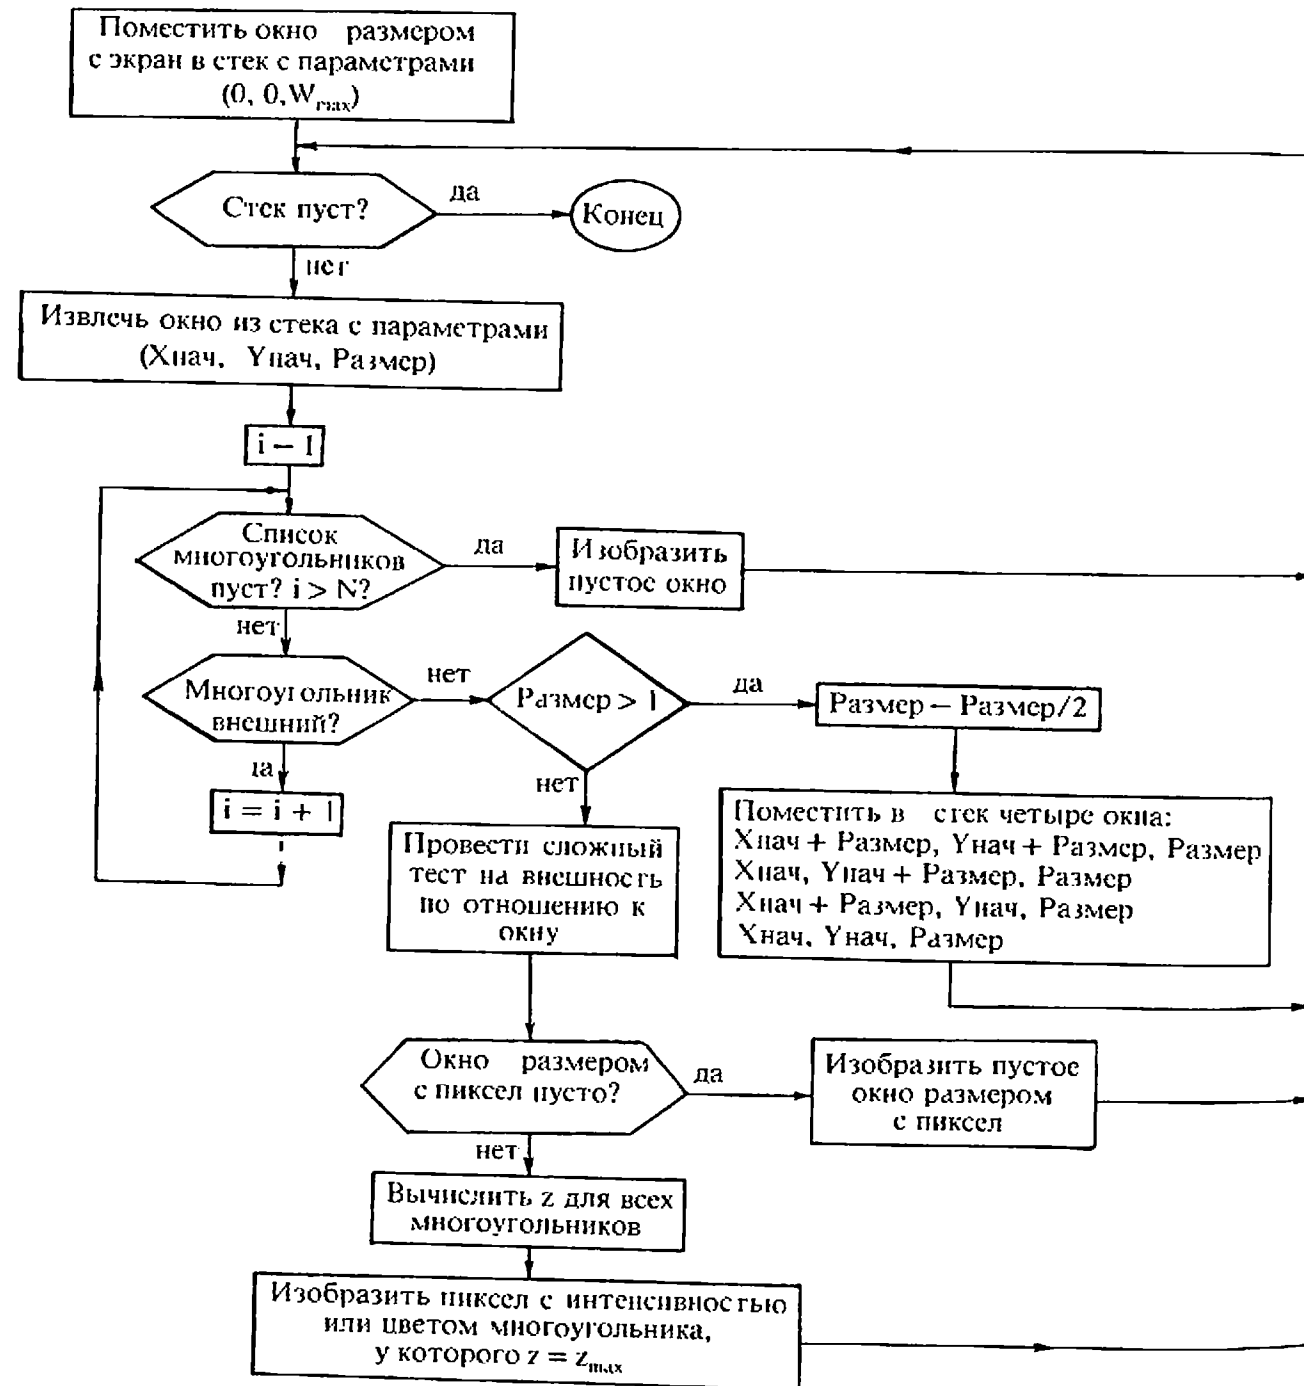 Поместить окно размером
с экран в стек с параметрами
(0, 0, Wmax)
Стек пуст?
да
Конец
нет
Извлечь окно из стека с параметрами
(Xнач, Yнач, Размер)
i – 1
Список
многоугольников
пуст? i > N?
да
Изобразить
пустое окно
нет
Многоугольник
внешний?
нет
Размер > 1
да
Размер – Размер/2
да
i = i + 1
нет
Провести сложный
тест на внешность
по отношению к
окну
Поместить в стек четыре окна:
Xнач + Размер, Yнач + Размер, Размер
Xнач, Yнач + Размер, Размер
Xнач + Размер, Yнач, Размер
Xнач, Yнач, Размер
Окно размером
с пиксел пусто?
да
Изобразить пустое
окно размером
с пиксел
нет
Вычислить z для всех
многоугольников
Изобразить пиксел с интенсивностью
или цветом многоугольника,
у которого z = zmax